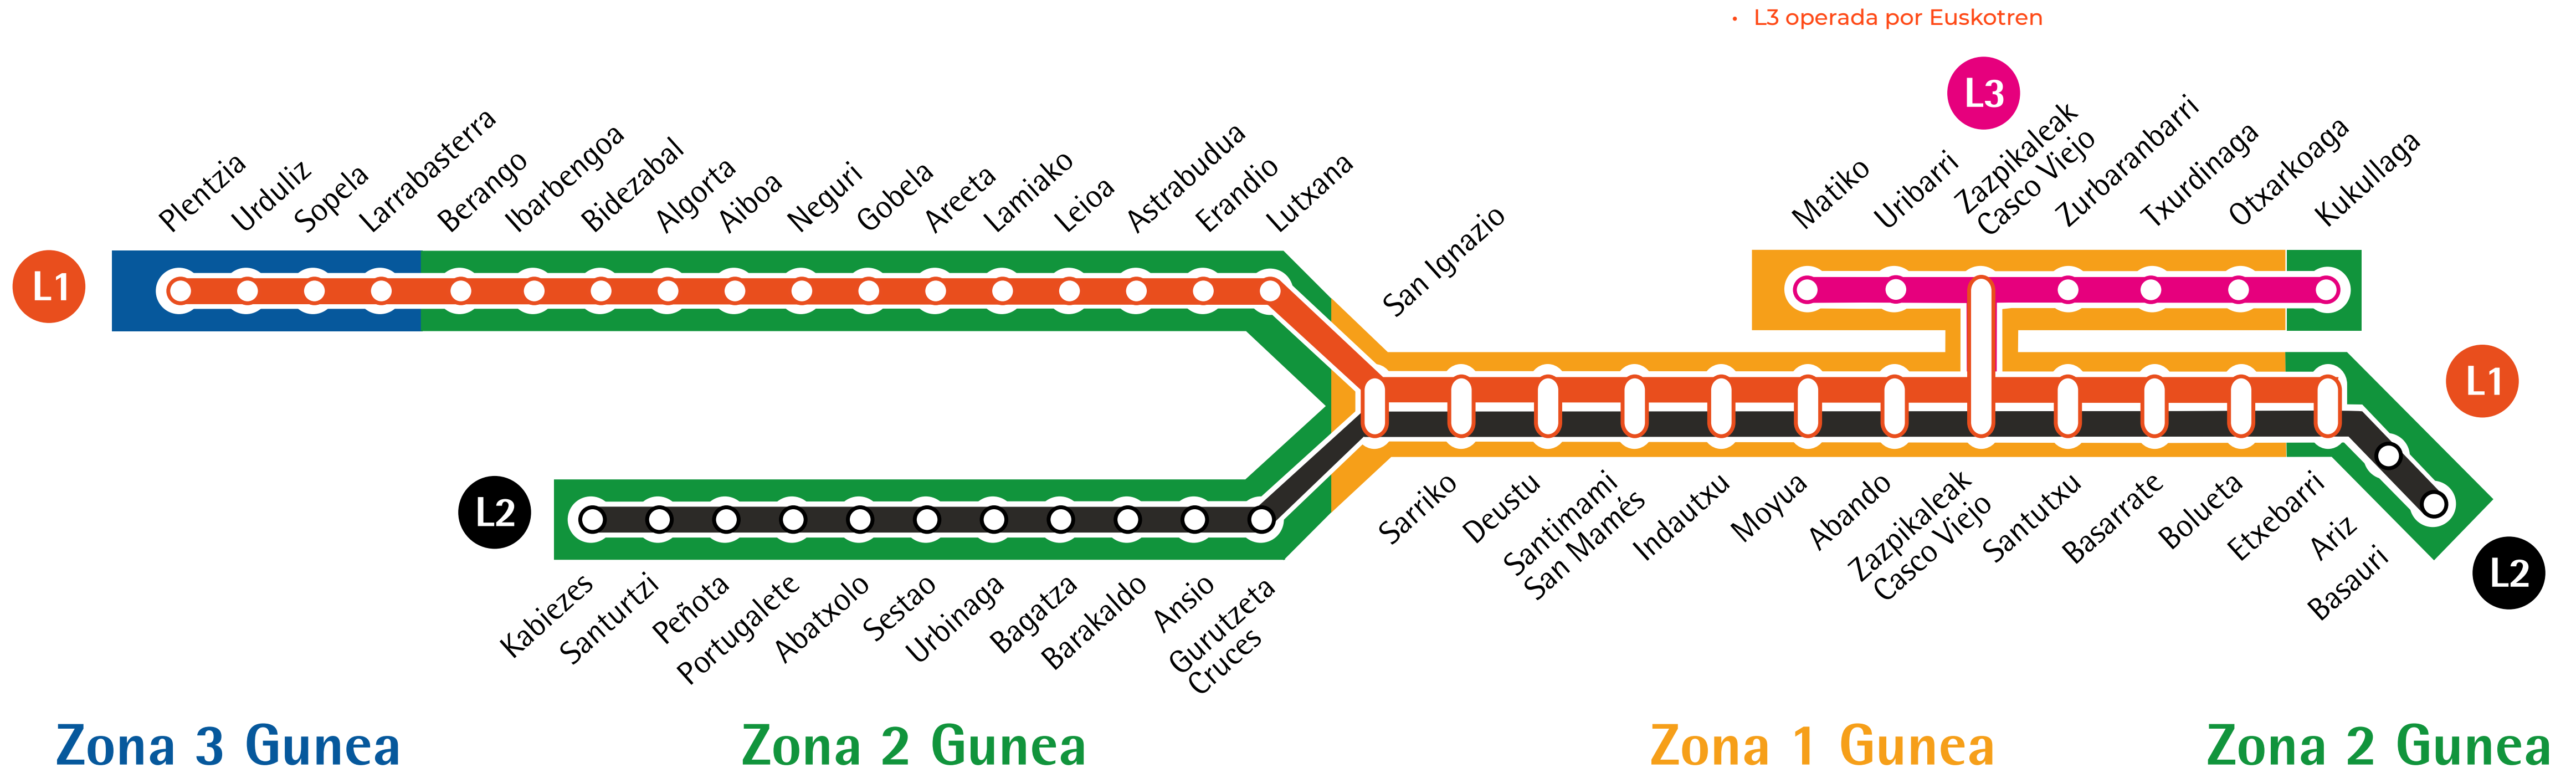 • L3 operada por Euskotren
L3
Plentzia
Urduliz
Sopela
Larrabasterra
Berango
Ibarbengoa
Bidezabal
Algorta
Aiboa
Neguri
Gobela
Areeta
Lamiako
Leioa
Astrabudua
Erandio
Lutxana
San Ignazio
Matiko
Uribarri
Zazpikaleak
Casco Viejo
Zurbaranbarri
Txurdinaga
Otxarkoaga
Kukullaga
L1
L1
L2
Kabiezes
Santurtzi
Peñota
Portugalete
Abatxolo
Sestao
Urbinaga
Bagatza
Barakaldo
Ansio
Gurutzeta
Cruces
Sarriko
Deustu
Santimami
San Mamés
Indautxu
Moyua
Abando
Zazpikaleak
Casco Viejo
Santutxu
Basarrate
Bolueta
Etxebarri
Ariz
Basauri
L2
Zona 3 Gunea
Zona 2 Gunea
Zona 1 Gunea
Zona 2 Gunea